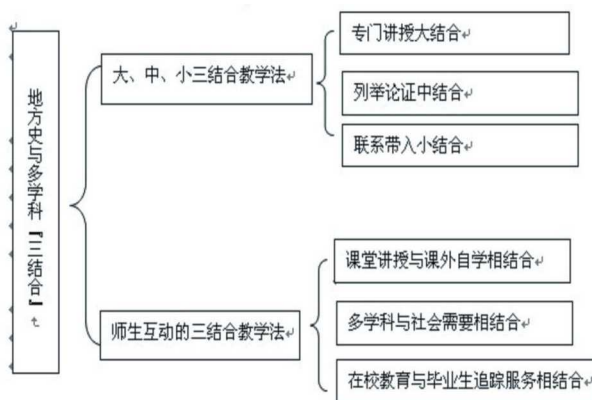 地方史与多学科『三结合』
大、中、小三结合教学法
专门讲授大结合
列举论证中结合
联系带入小结合
师生互动的三结合教学法
课堂讲授与课外自学相结合
多学科与社会需要相结合
在校教育与毕业生追踪服务相结合